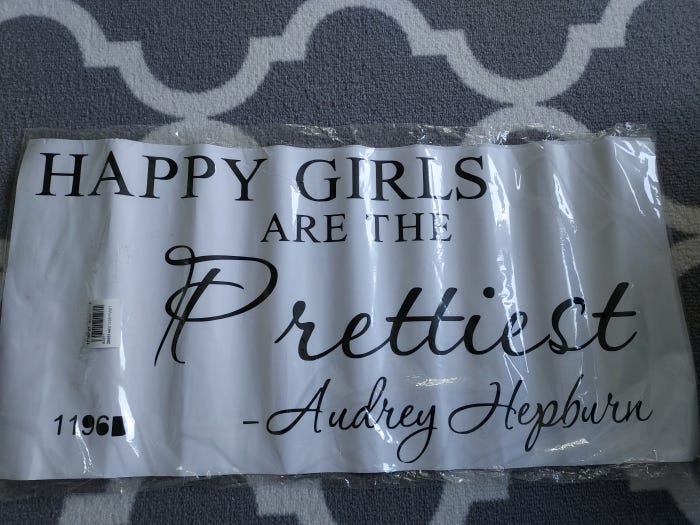 HAPPY GIRLS
ARE THE
Prettiest
-Audrey Hepburn
1196